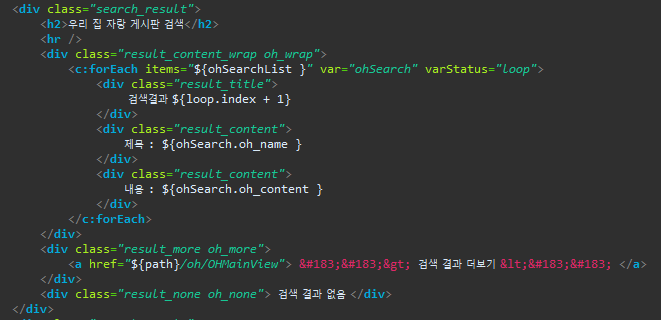 <div class="search_result">
<h2>우리 집 자랑 게시판 검색</h2>
<hr />
<div class="result_content_wrap oh_wrap">
<c:forEach items="${ohSearchList }" var="ohSearch" varStatus="loop">
<div class="result_title">
검색결과 ${loop.index + 1}
</div>
<div class="result_content">
제목 : ${ohSearch.oh_name }
</div>
<div class="result_content">
내용 : ${ohSearch.oh_content }
</div>
</c:forEach>
</div>
<div class="result_more oh_more">
<a href="${path}/oh/OHMainView"> &#183;&#183;&gt; 검색 결과 더보기 &lt;&#183;&#183; </a>
</div>
<div class="result_none oh_none"> 검색 결과 없음 </div>
</div>